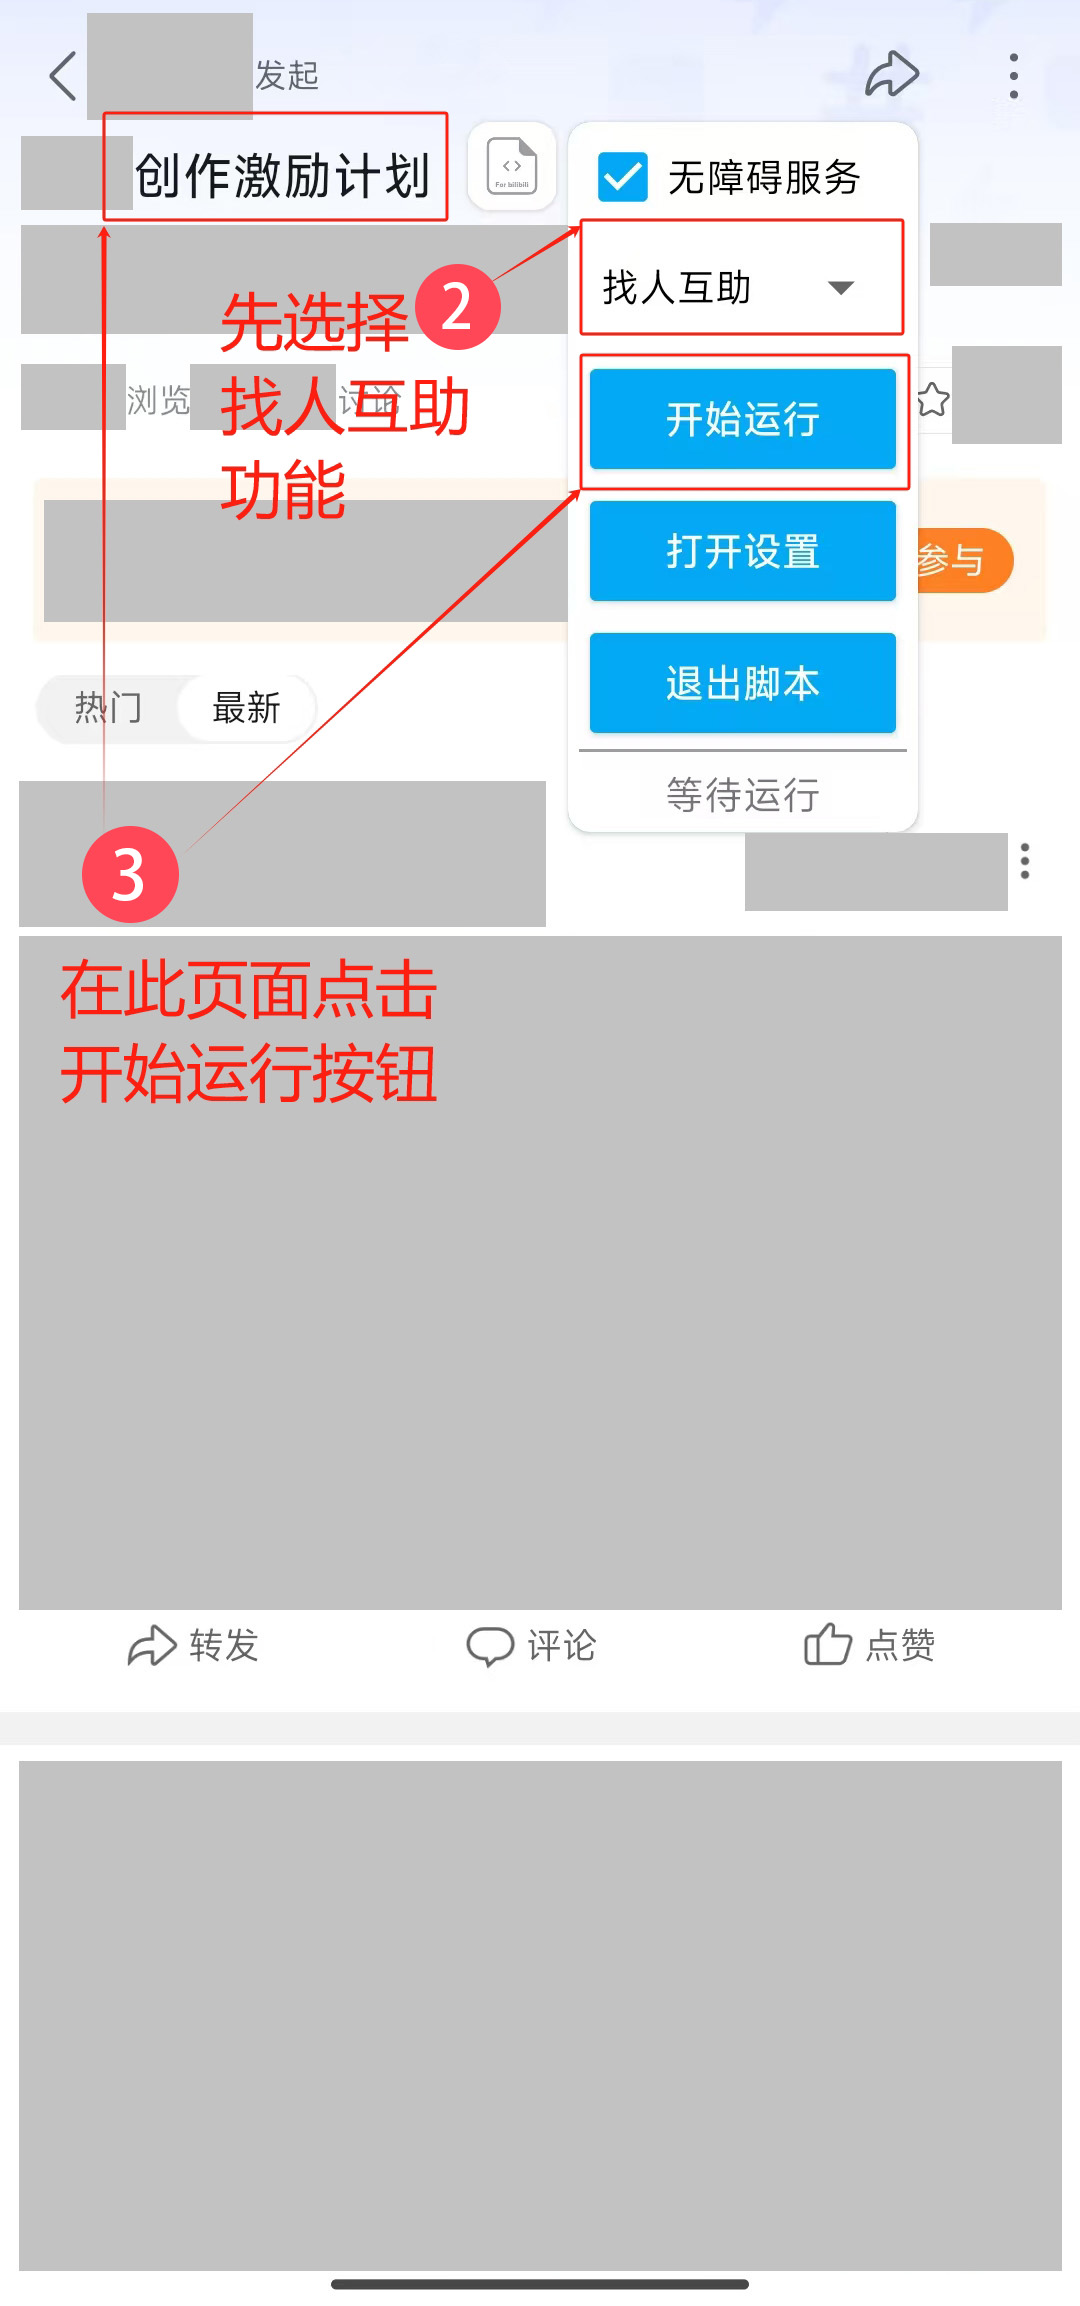 发起
创作激励计划
For bilibili
无障碍服务
找人互助
先选择
2
找人互助
功能
浏览
讨论
开始运行
打开设置
参与
退出脚本
热门
最新
等待运行
3
在此页面点击
开始运行按钮
转发
评论
点赞